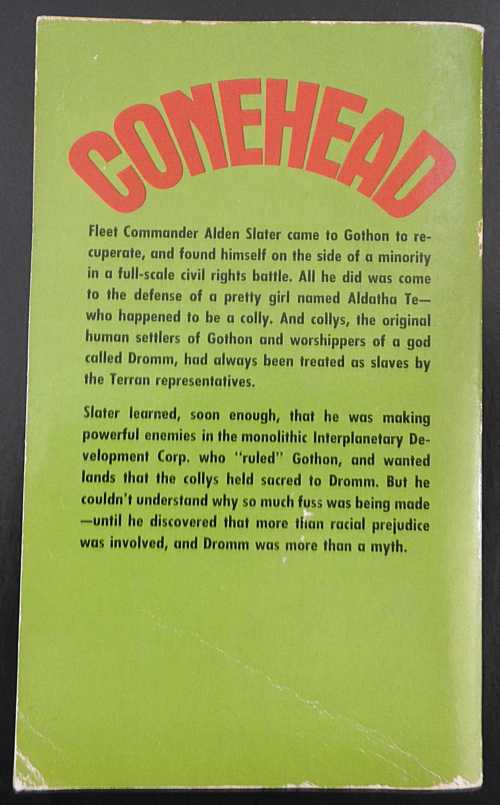 CONEHEAD
Fleet Commander Alden Slater came to Gothon to re-
cuperate, and found himself on the side of a minority
in a full-scale civil rights battle. All he did was come
to the defense of a pretty girl named Aldatha Te—
who happened to be a colly. And collys, the original
human settlers of Gothon and worshippers of a god
called Dromm, had always been treated as slaves by
the Terran representatives.
Slater learned, soon enough, that he was making
powerful enemies in the monolithic Interplanetary De-
velopment Corp. who "ruled" Gothon, and wanted
lands that the collys held sacred to Dromm. But he
couldn't understand why so much fuss was being made
—until he discovered that more than racial prejudice
was involved, and Dromm was more than a myth.